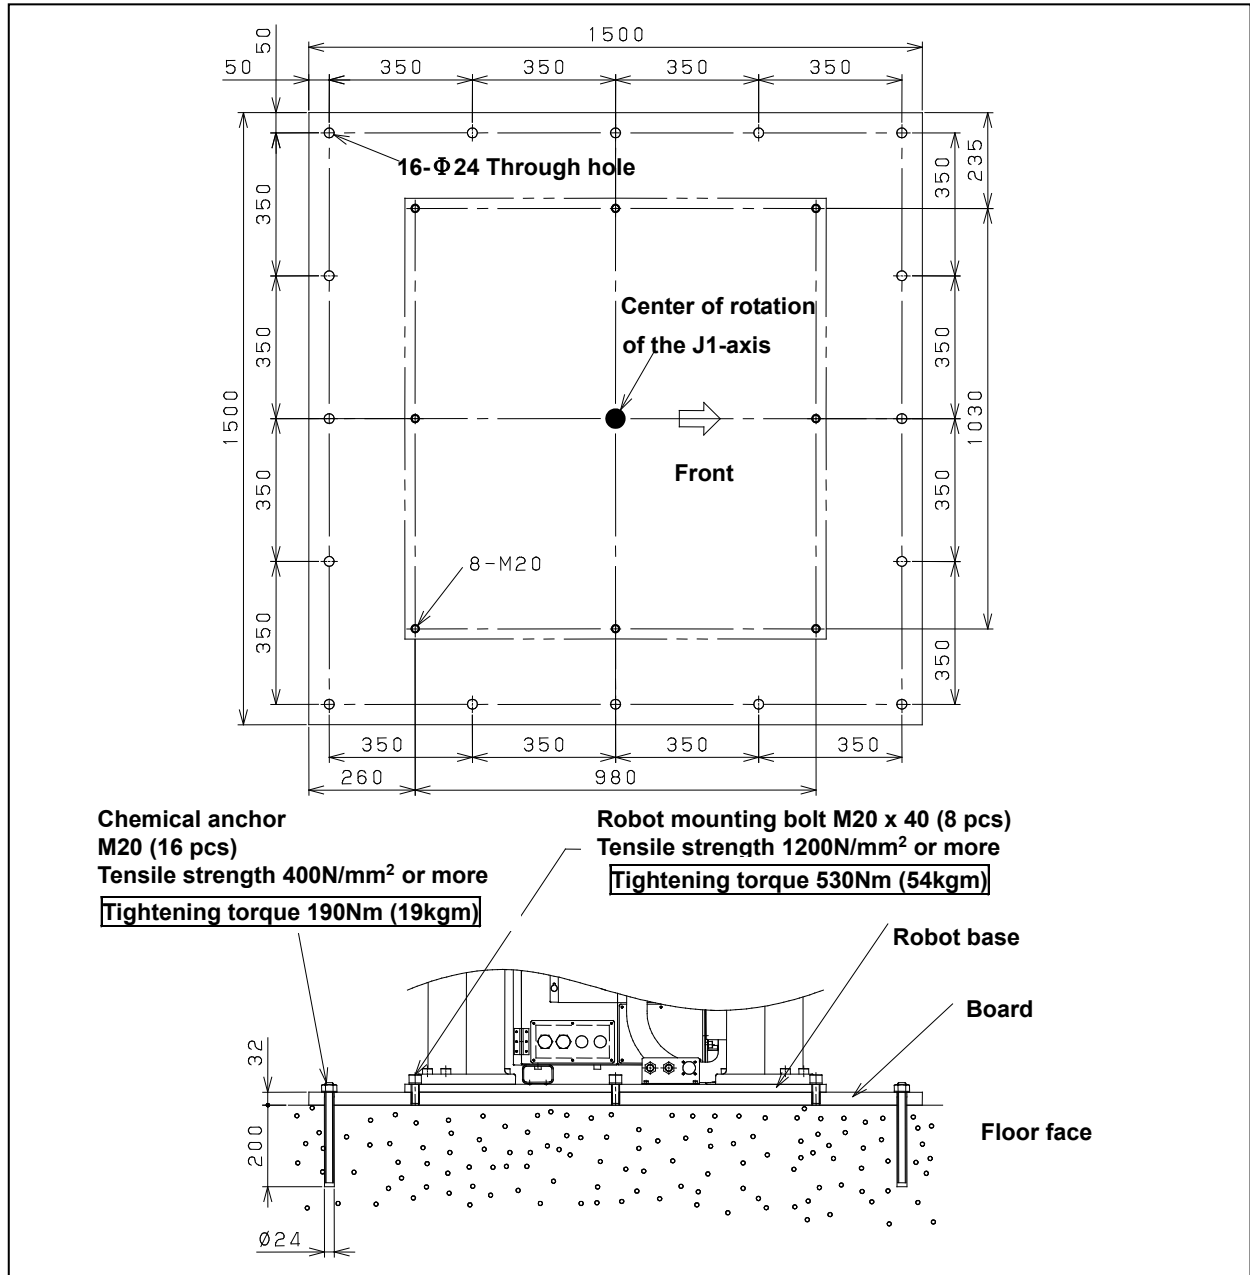 1500
50
50
350
350
350
350
16-Φ24 Through hole
235
350
350
350
350
350
350
350
350
1500
1030
Center of rotation
of the J1-axis
Front
8-M20
350
350
350
350
260
980
Chemical anchor
M20 (16 pcs)
Tensile strength 400N/mm² or more
Tightening torque 190Nm (19kgm)
Robot mounting bolt M20 x 40 (8 pcs)
Tensile strength 1200N/mm² or more
Tightening torque 530Nm (54kgm)
Robot base
Board
32
200
Floor face
Ø24